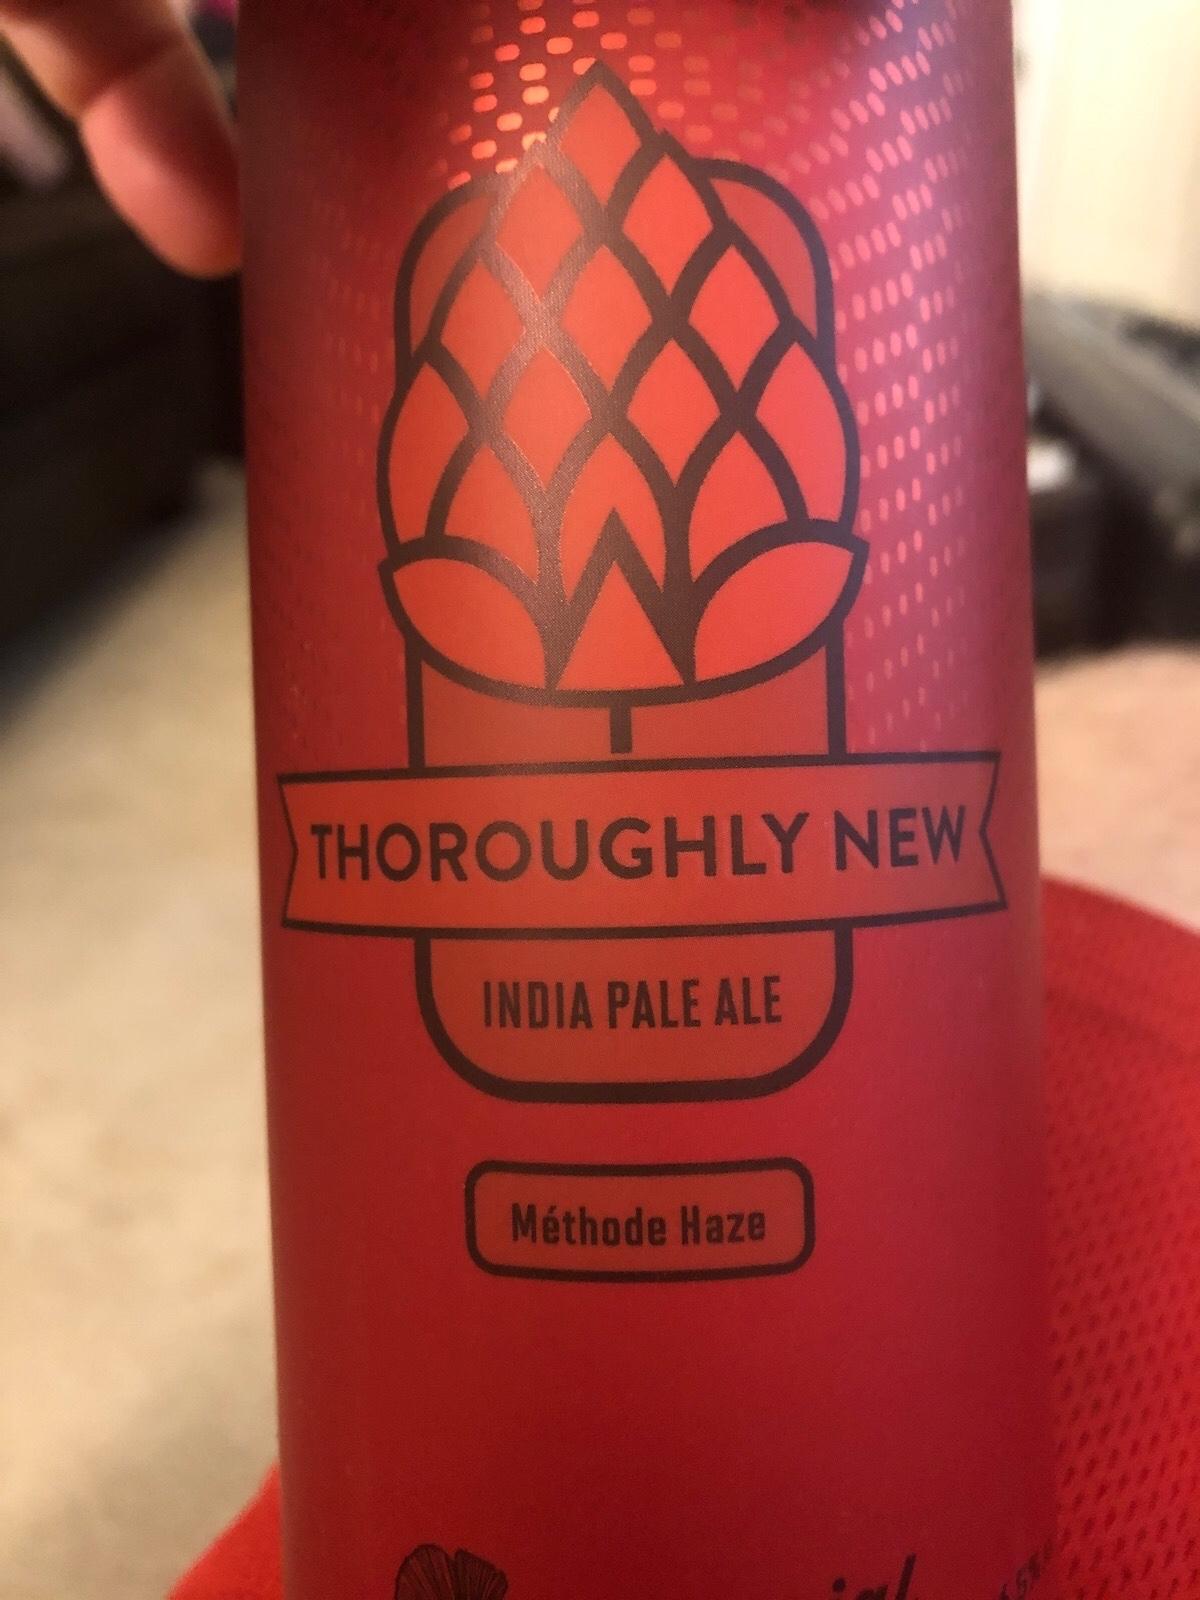 THOROUGHLY NEW
INDIA PALE ALE
Méthode Haze